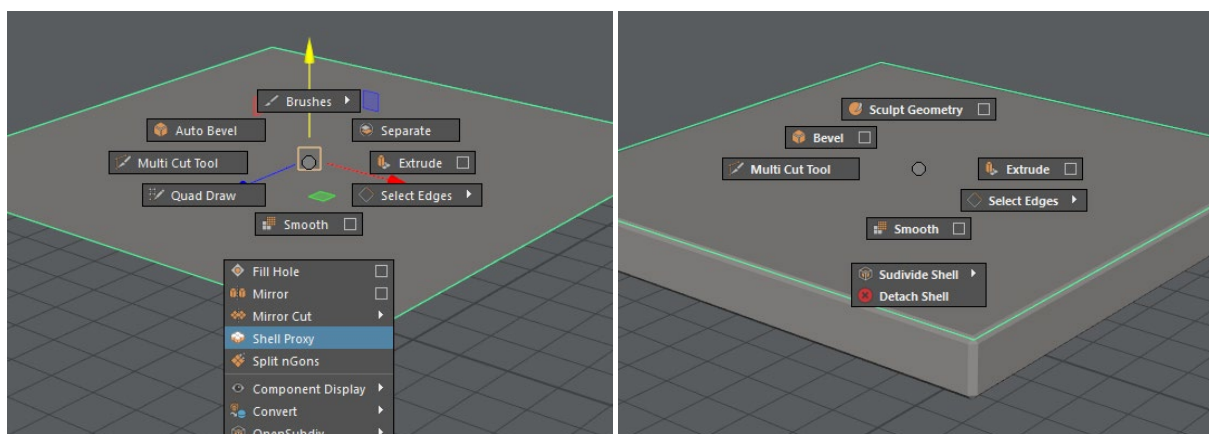 Brushes
Auto Bevel
Separate
Multi Cut Tool
Extrude
Quad Draw
Select Edges
Smooth
Fill Hole
Mirror
Mirror Cut
Shell Proxy
Split nGons
Component Display
Convert
OpenSubdiv
Sculpt Geometry
Bevel
Multi Cut Tool
Extrude
Select Edges
Smooth
Sudivide Shell
Detach Shell